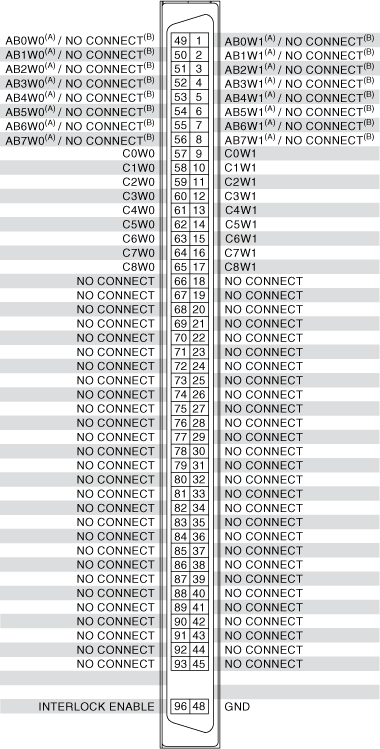 AB0W0(A) / NO CONNECT(B) 49 1 AB0W1(A) / NO CONNECT(B)
AB1W0(A) / NO CONNECT(B) 50 2 AB1W1(A) / NO CONNECT(B)
AB2W0(A) / NO CONNECT(B) 51 3 AB2W1(A) / NO CONNECT(B)
AB3W0(A) / NO CONNECT(B) 52 4 AB3W1(A) / NO CONNECT(B)
AB4W0(A) / NO CONNECT(B) 53 5 AB4W1(A) / NO CONNECT(B)
AB5W0(A) / NO CONNECT(B) 54 6 AB5W1(A) / NO CONNECT(B)
AB6W0(A) / NO CONNECT(B) 55 7 AB6W1(A) / NO CONNECT(B)
AB7W0(A) / NO CONNECT(B) 56 8 AB7W1(A) / NO CONNECT(B)
C0W0 57 9 C0W1
C1W0 58 10 C1W1
C2W0 59 11 C2W1
C3W0 60 12 C3W1
C4W0 61 13 C4W1
C5W0 62 14 C5W1
C6W0 63 15 C6W1
C7W0 64 16 C7W1
C8W0 65 17 C8W1
NO CONNECT 66 18 NO CONNECT
NO CONNECT 67 19 NO CONNECT
NO CONNECT 68 20 NO CONNECT
NO CONNECT 69 21 NO CONNECT
NO CONNECT 70 22 NO CONNECT
NO CONNECT 71 23 NO CONNECT
NO CONNECT 72 24 NO CONNECT
NO CONNECT 73 25 NO CONNECT
NO CONNECT 74 26 NO CONNECT
NO CONNECT 75 27 NO CONNECT
NO CONNECT 76 28 NO CONNECT
NO CONNECT 77 29 NO CONNECT
NO CONNECT 78 30 NO CONNECT
NO CONNECT 79 31 NO CONNECT
NO CONNECT 80 32 NO CONNECT
NO CONNECT 81 33 NO CONNECT
NO CONNECT 82 34 NO CONNECT
NO CONNECT 83 35 NO CONNECT
NO CONNECT 84 36 NO CONNECT
NO CONNECT 85 37 NO CONNECT
NO CONNECT 86 38 NO CONNECT
NO CONNECT 87 39 NO CONNECT
NO CONNECT 88 40 NO CONNECT
NO CONNECT 89 41 NO CONNECT
NO CONNECT 90 42 NO CONNECT
NO CONNECT 91 43 NO CONNECT
NO CONNECT 92 44 NO CONNECT
NO CONNECT 93 45 NO CONNECT
INTERLOCK ENABLE 96 48 GND